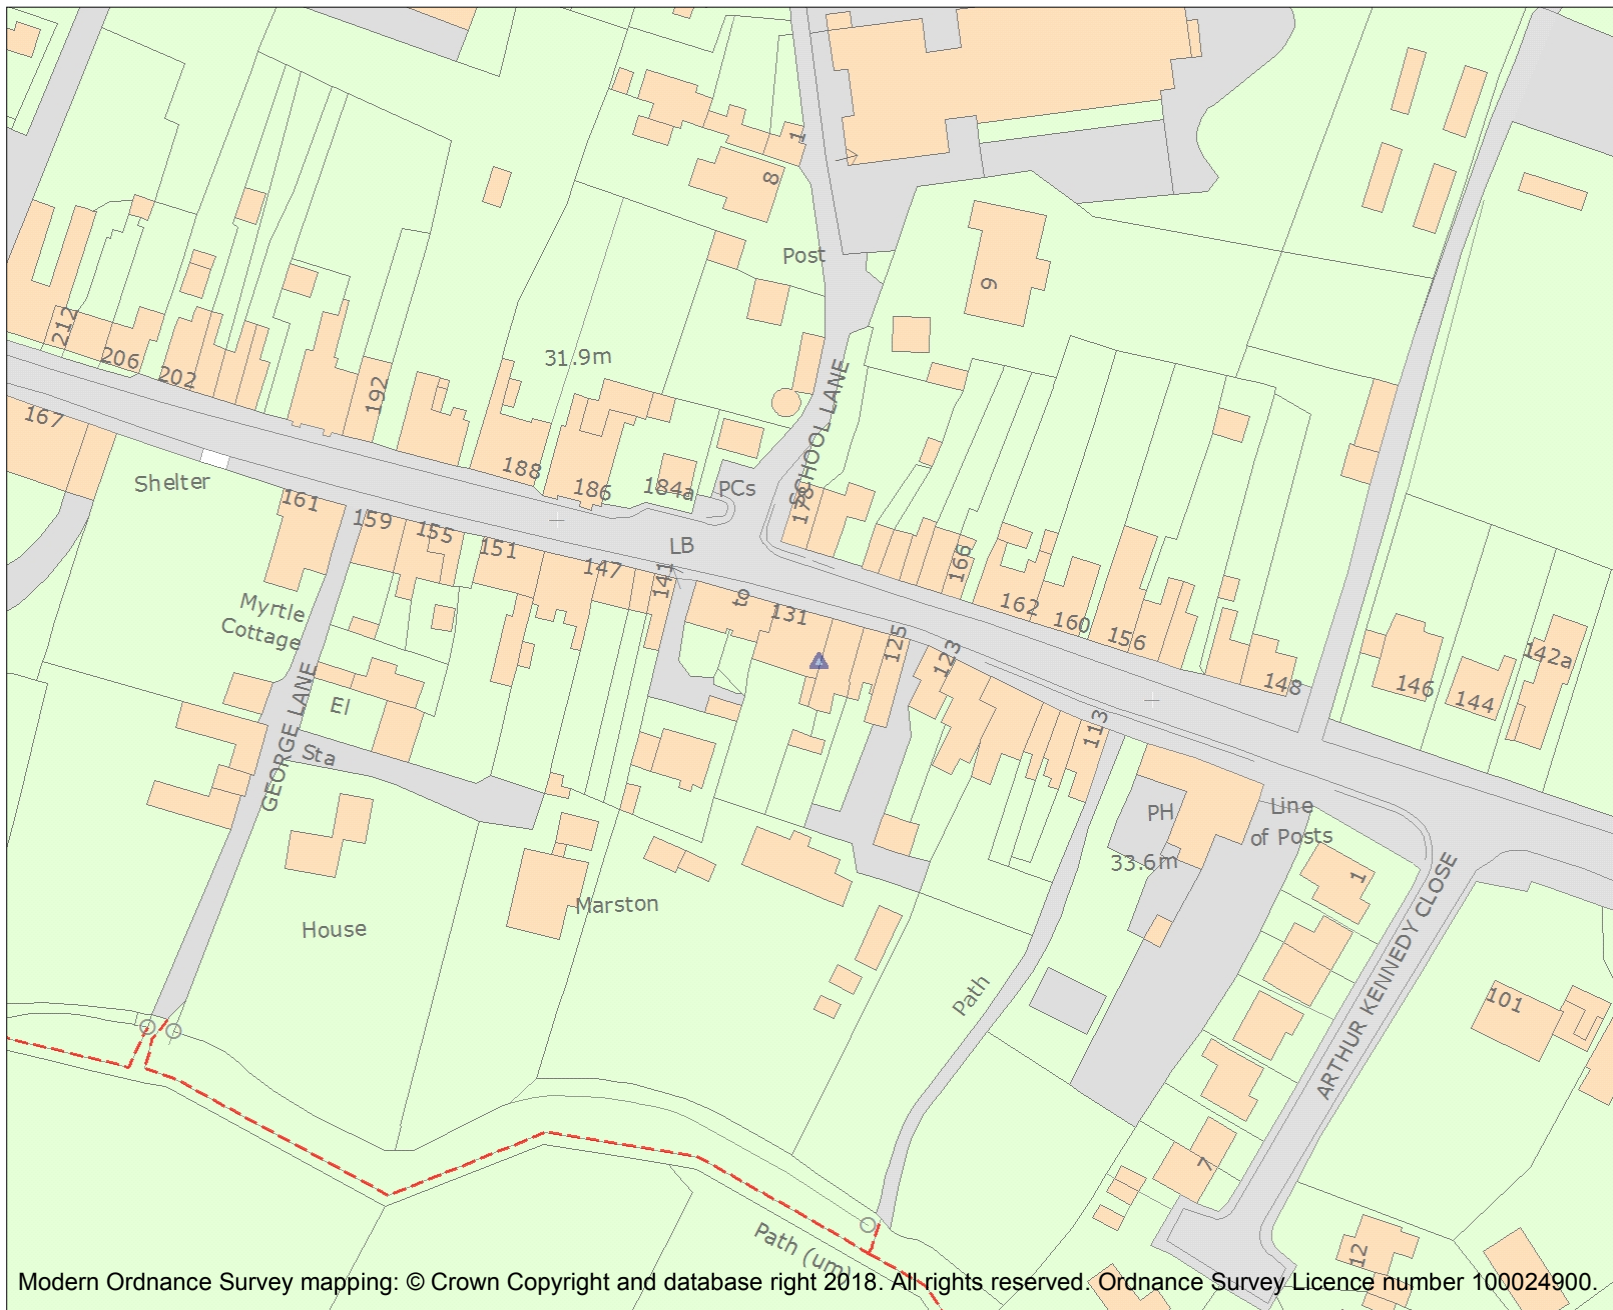 1
8
Post
9
212
206
202
192
31.9m
167
Shelter
188
186
184a
PCs
SCHOOL LANE
178
LB
166
162
160
156
148
146
144
142a
161
159
155
151
147
141
to
131
125
123
113
Myrtle
Cottage
GEORGE LANE
El
Sta
House
Marston
PH
33.6m
Line
of Posts
1
ARTHUR KENNEDY CLOSE
101
Path
7
12
Path (um)
Modern Ordnance Survey mapping: © Crown Copyright and database right 2018. All rights reserved. Ordnance Survey Licence number 100024900.